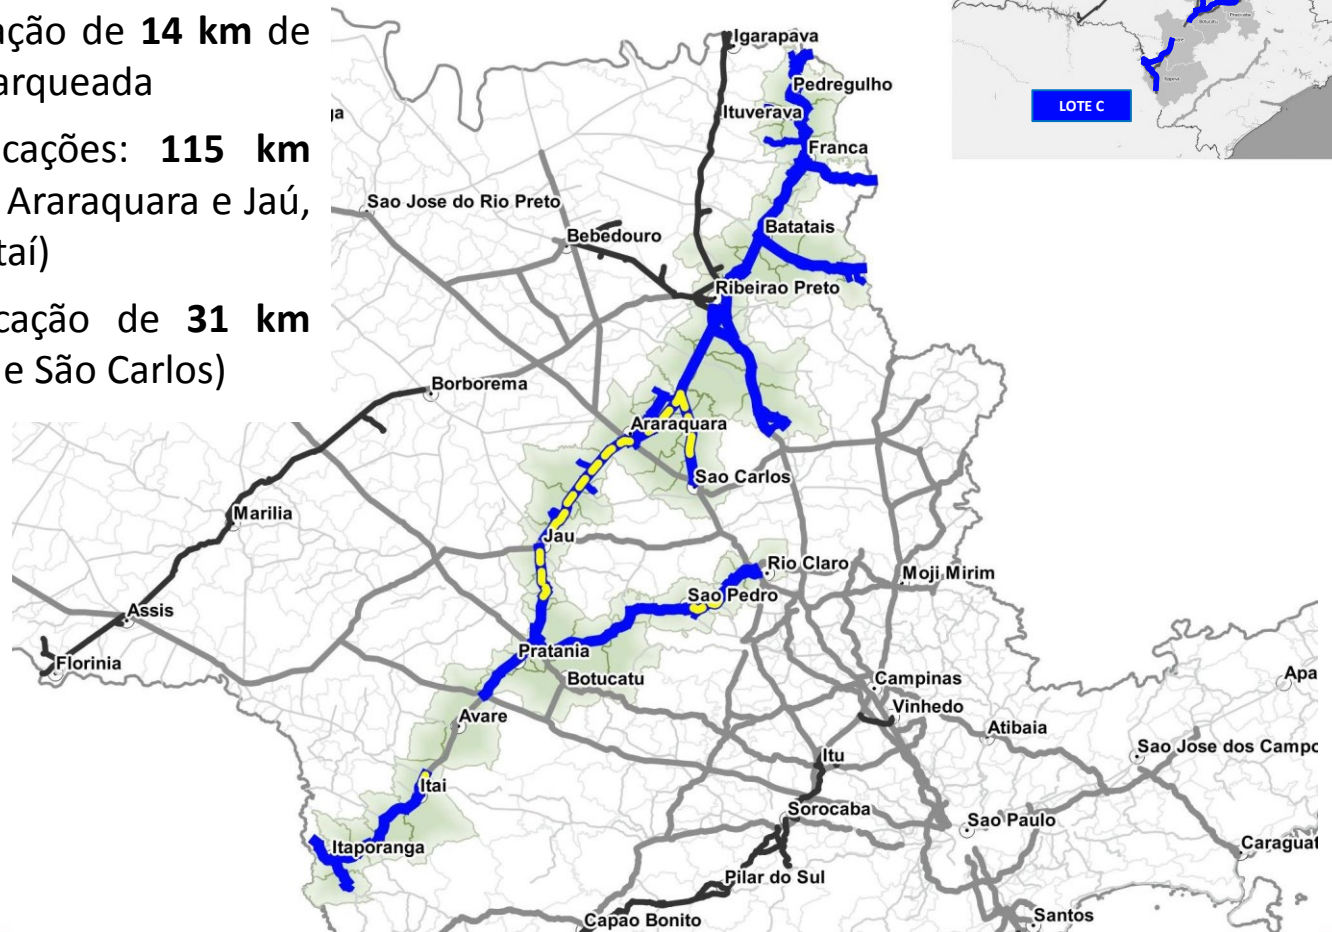 ação de 14 km de
arqueada
cações: 115 km
Araraquara e Jaú,
taí)
cação de 31 km
e São Carlos)
LOTE C
Igarapava
Pedregulho
Ituverava
ga
Franca
Sao Jose do Rio Preto
Batatais
Bebedouro
Ribeirao Preto
Borborema
Araraquara
Sao Carlos
Marilia
Jau
Rio Claro
Moji Mirim
Sao Pedro
Assis
Pratania
Florinia
Botucatu
Campinas
Apa
Vinhedo
Avare
Atibaia
Sao Jose dos Campo
Itu
Itai
Sorocaba
Sao Paulo
Itaporanga
Caraguat
Pilar do Sul
Capao Bonito
Santos